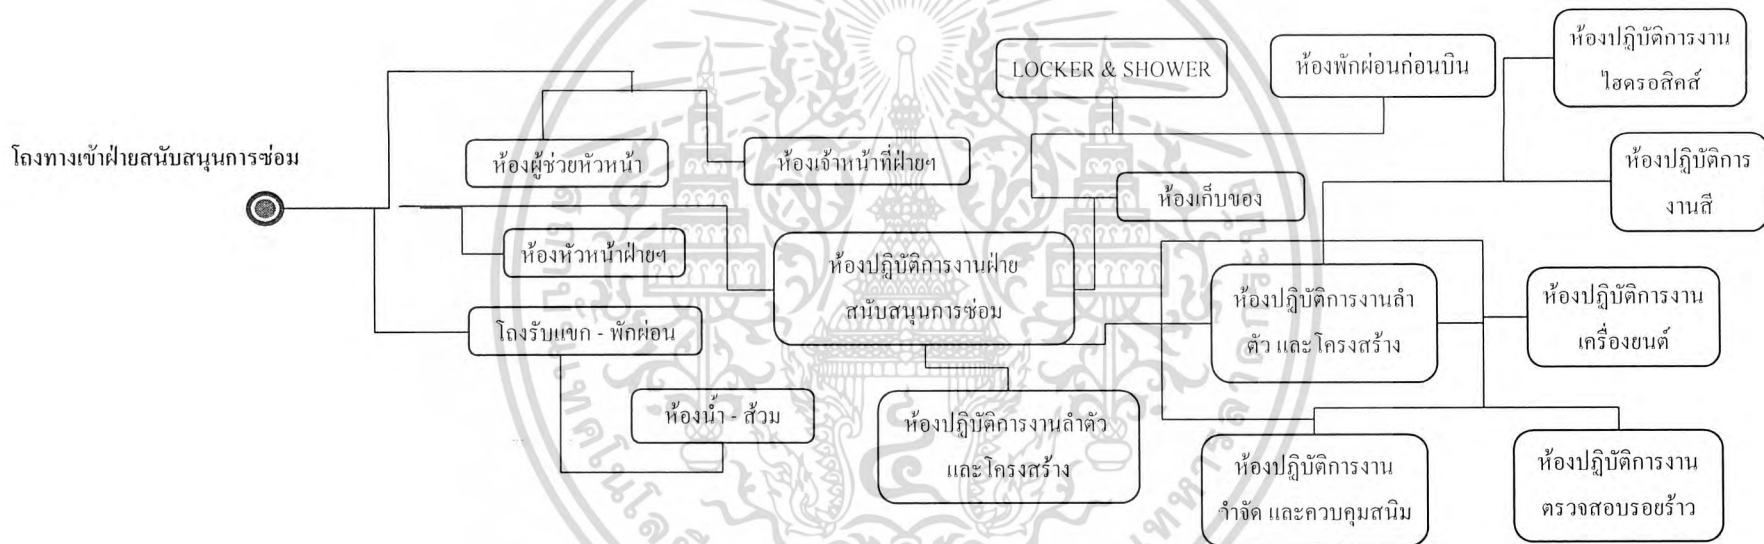 LOCKER & SHOWER
ห้องพักผ่อนก่อนบิน
ห้องปฏิบัติการงาน
ไฮดรอลิคส์
โถงทางเข้าฝ่ายสนับสนุนการซ่อม
ห้องผู้ช่วยหัวหน้า
ห้องเจ้าหน้าที่ฝ่ายฯ
ห้องปฏิบัติการ
งานสี
ห้องเก็บของ
ห้องหัวหน้าฝ่ายฯ
ห้องปฏิบัติการงานฝ่าย
สนับสนุนการซ่อม
ห้องปฏิบัติการงานลำ
ตัว และโครงสร้าง
ห้องปฏิบัติการงาน
เครื่องยนต์
โถงรับแขก - พักผ่อน
ห้องน้ำ - ส้วม
ห้องปฏิบัติการงานลำตัว
และโครงสร้าง
ห้องปฏิบัติการงาน
กำจัด และควบคุมสนิม
ห้องปฏิบัติการงาน
ตรวจสอบรอยร้าว